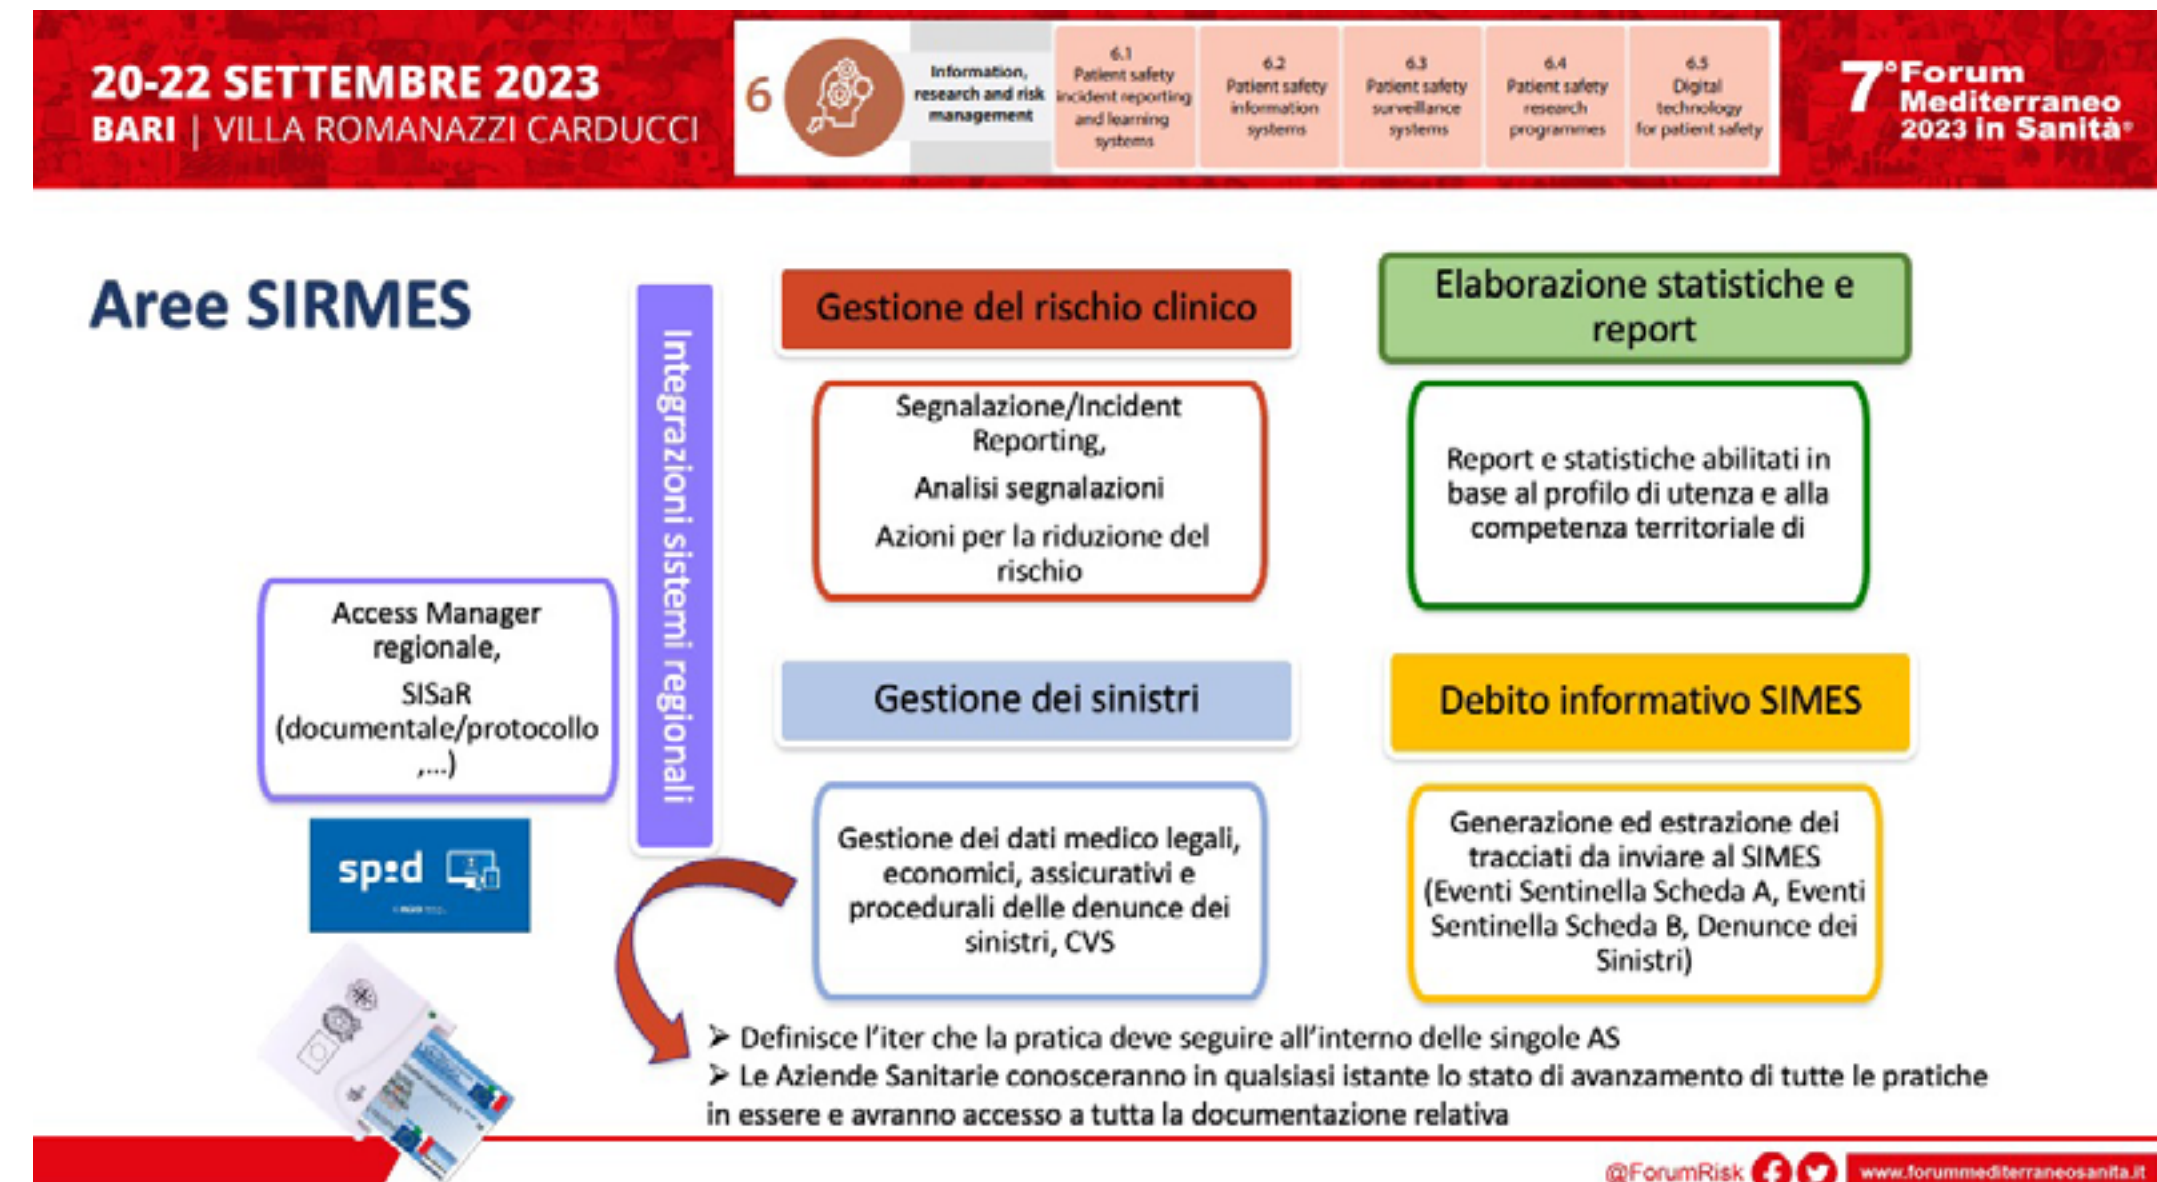 20-22 SETTEMBRE 2023
BARI | VILLA ROMANAZZI CARDUCCI
6
Information,
research and risk
management
6.1
Patient safety
incident reporting
and learning
systems
6.2
Patient safety
information
systems
6.3
Patient safety
surveillance
systems
6.4
Patient safety
research
programmes
6.5
Digital
technology
for patient safety
7° Forum
Mediterraneo
2023 in Sanità®
Aree SIRMES
Integrazioni sistemi regionali
Access Manager
regionale,
SISaR
(documentale/protocollo
,...)
sp:d
Gestione del rischio clinico
Segnalazione/Incident
Reporting,
Analisi segnalazioni
Azioni per la riduzione del
rischio
Elaborazione statistiche e
report
Report e statistiche abilitati in
base al profilo di utenza e alla
competenza territoriale di
Gestione dei sinistri
Gestione dei dati medico legali,
economici, assicurativi e
procedurali delle denunce dei
sinistri, CVS
Debito informativo SIMES
Generazione ed estrazione dei
tracciati da inviare al SIMES
(Eventi Sentinella Scheda A, Eventi
Sentinella Scheda B, Denunce dei
Sinistri)
➢ Definisce l'iter che la pratica deve seguire all'interno delle singole AS
➢ Le Aziende Sanitarie conosceranno in qualsiasi istante lo stato di avanzamento di tutte le pratiche
in essere e avranno accesso a tutta la documentazione relativa
@ForumRisk
www.forummediterraneosanita.it